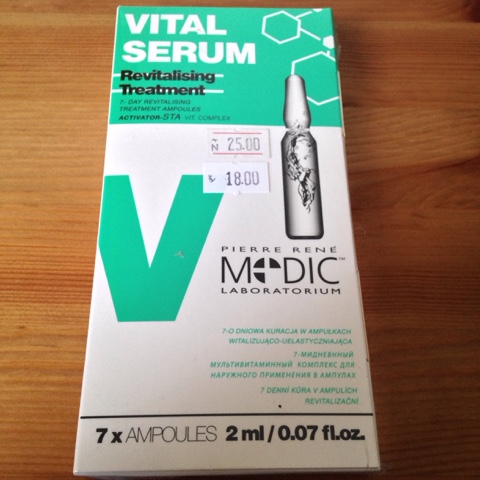 VITAL
SERUM
Revitalising
Treatment
7- DAY REVITALISING
TREATMENT AMPOULES
ACTIVATOR-STA VIT. COMPLEX
25.00
18.00
V
PIERRE RENÉ
MEDIC™
LABORATORIUM
7-O DNIOWA KURACJA W AMPUŁKACH
WITALIZUJĄCO-UELASTYCZNIAJĄCA
7-МИДНЕВНЫЙ
МУЛЬТИВИТАМИННЫЙ КОМПЛЕКС ДЛЯ
НАРУЖНОГО ПРИМЕНЕНИЯ В АМПУЛАХ
7 DENNÍ KÚRA V AMPULÍCH
REVITALIZAČNÍ
7 x AMPOULES 2 ml / 0.07 fl.oz.